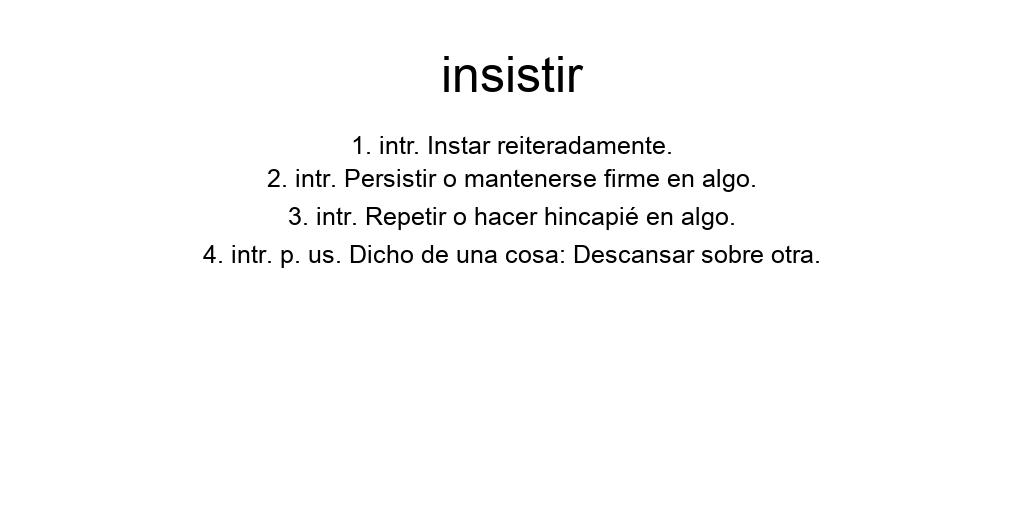 insistir
1. intr. Instar reiteradamente.
2. intr. Persistir o mantenerse firme en algo.
3. intr. Repetir o hacer hincapié en algo.
4. intr. p. us. Dicho de una cosa: Descansar sobre otra.